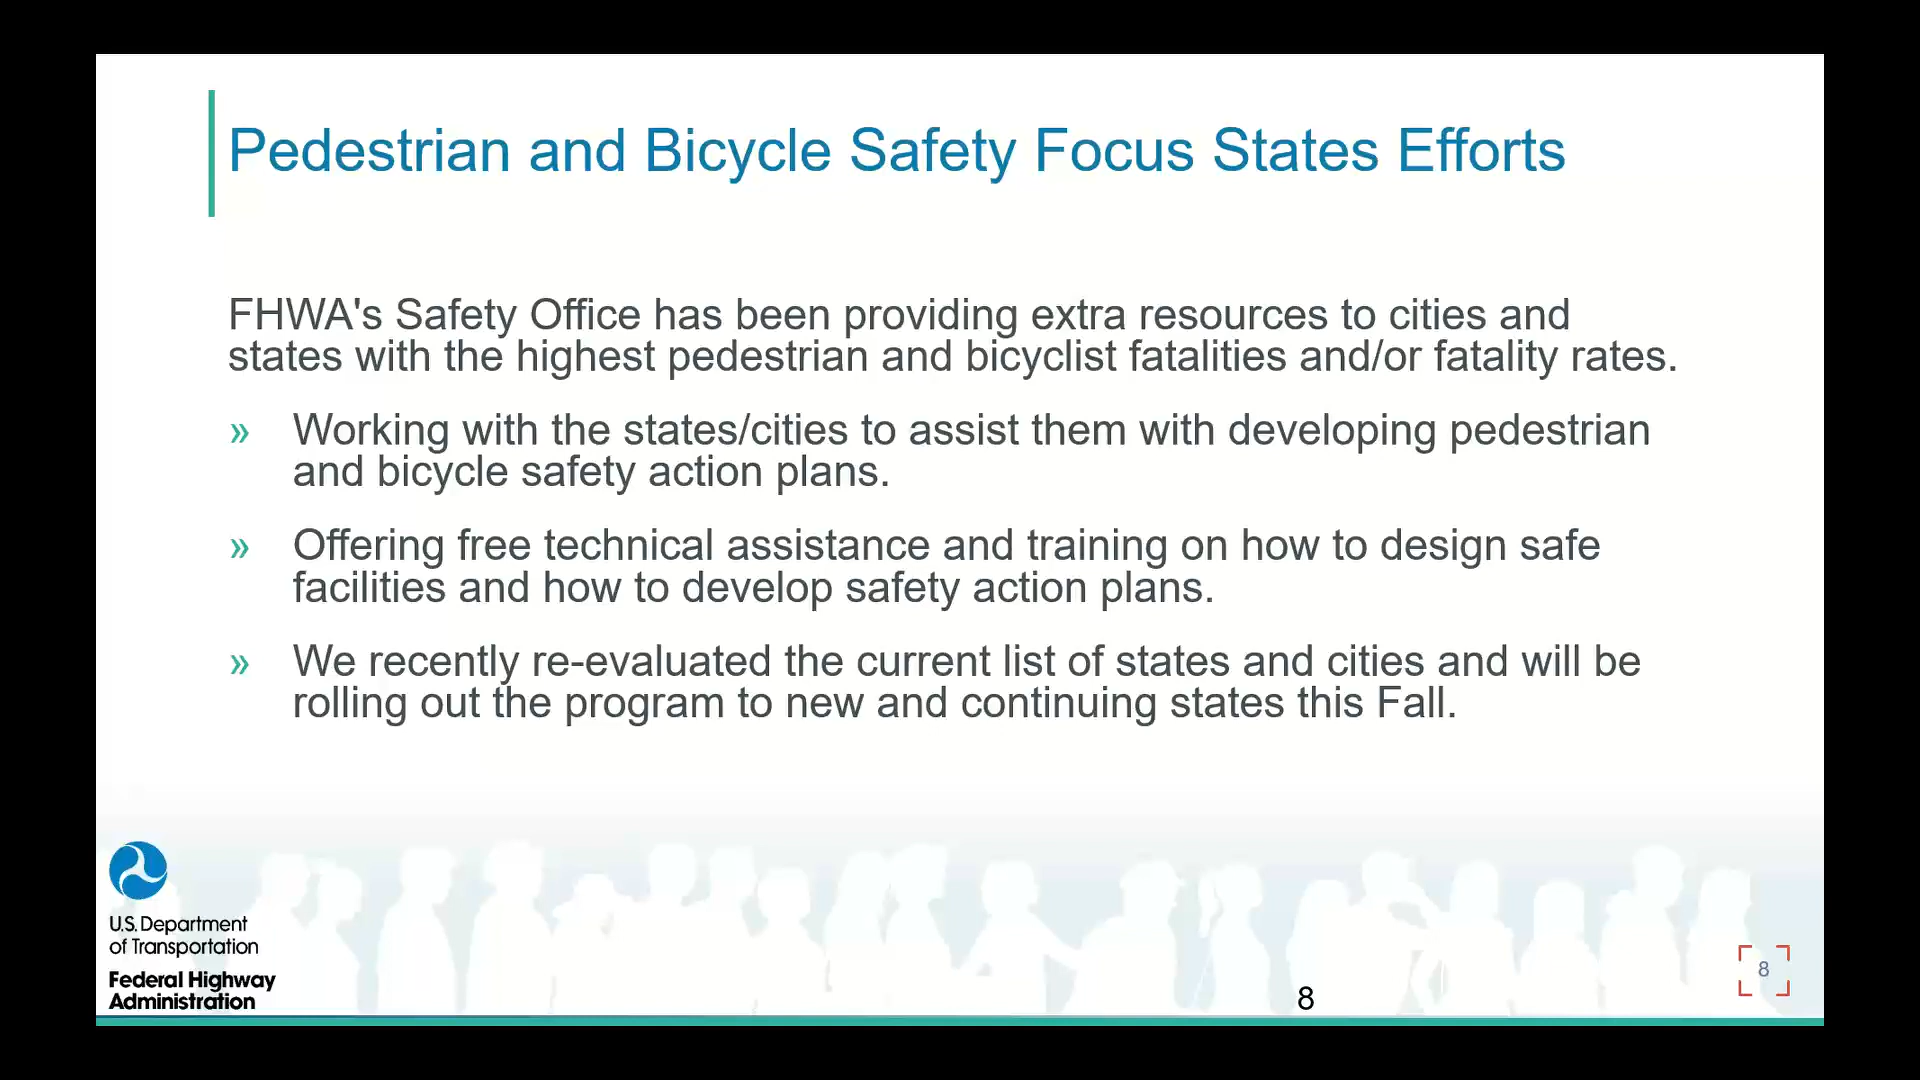 Pedestrian and Bicycle Safety Focus States Efforts
FHWA's Safety Office has been providing extra resources to cities and
states with the highest pedestrian and bicyclist fatalities and/or fatality rates.
» Working with the states/cities to assist them with developing pedestrian
and bicycle safety action plans.
» Offering free technical assistance and training on how to design safe
facilities and how to develop safety action plans.
» We recently re-evaluated the current list of states and cities and will be
rolling out the program to new and continuing states this Fall.
U.S. Department
of Transportation
Federal Highway
Administration
8
8